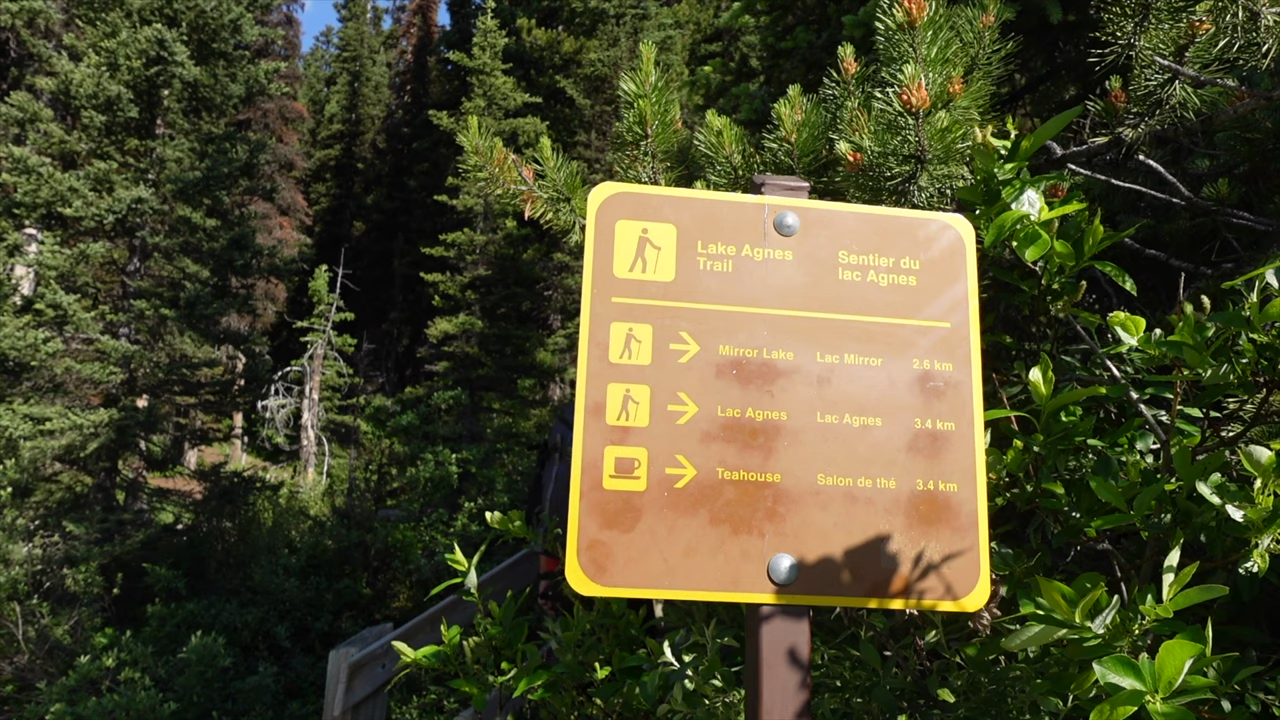 Lake Agnes Trail
Sentier du lac Agnes
Mirror Lake Lac Mirror 2.6 km
Lac Agnes Lac Agnes 3.4 km
Teahouse Salon de thé 3.4 km